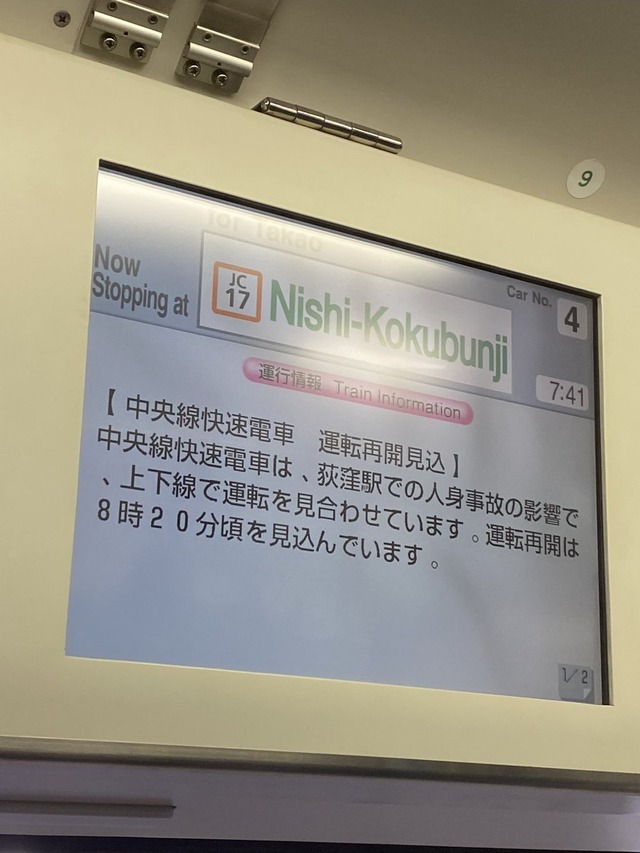 9
for Takao
Now
Stopping at
JC
17
Nishi-Kokubunji
Car No.
4
7:41
運行情報 Train Information
【 中央線快速電車　運転再開見込 】
中央線快速電車は、荻窪駅での人身事故の影響で
、上下線で運転を見合わせています。運転再開は
8時20分頃を見込んでいます。
1/2